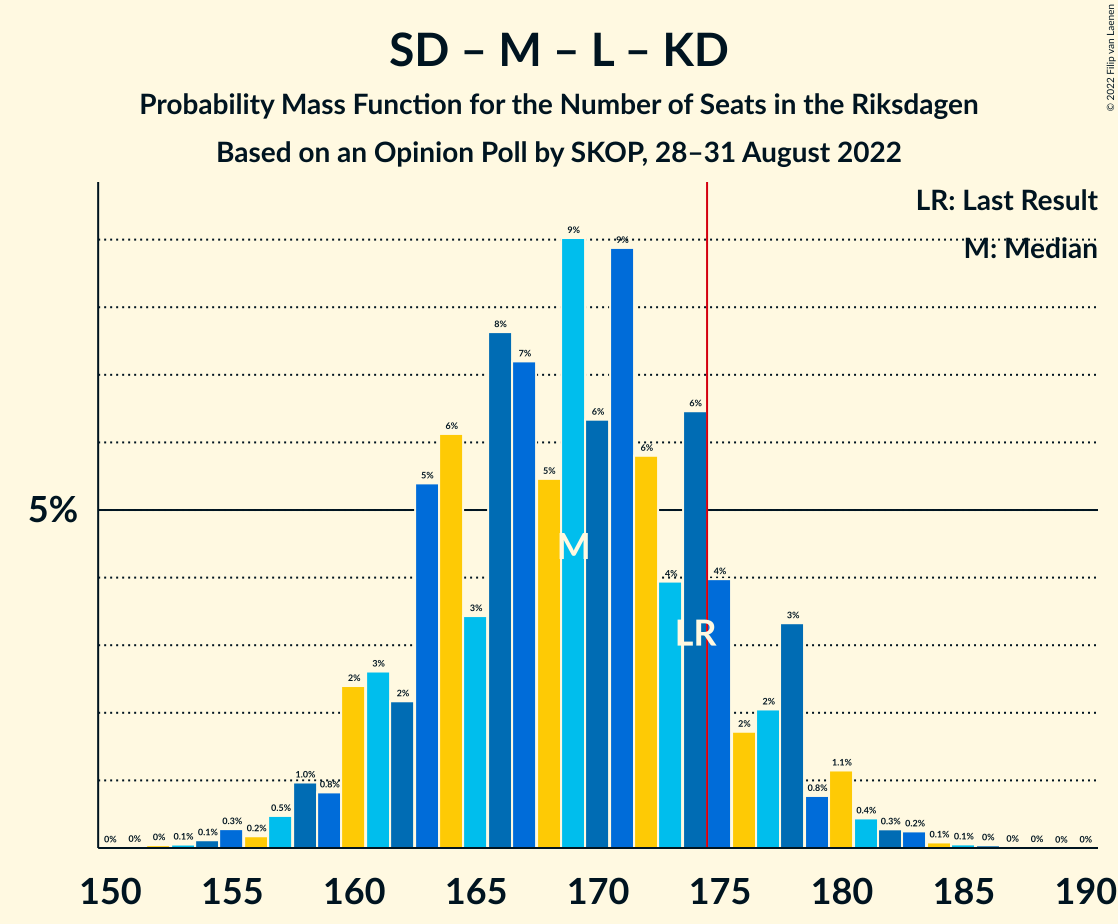 SD – M – L – KD
Probability Mass Function for the Number of Seats in the Riksdagen
Based on an Opinion Poll by SKOP, 28–31 August 2022
© 2022 Filip van Laenen
LR: Last Result
M: Median
5%
0% 0% 0% 0.1% 0.1% 0.3% 0.2% 0.5% 1.0% 0.8% 2% 3% 2% 5% 6% 3% 8% 7% 5% 9% 6% 9% 6% 4% 6% 4% 2% 2% 3% 0.8% 1.1% 0.4% 0.3% 0.2% 0.1% 0.1% 0% 0% 0% 0% 0%
M
LR
150 155 160 165 170 175 180 185 190